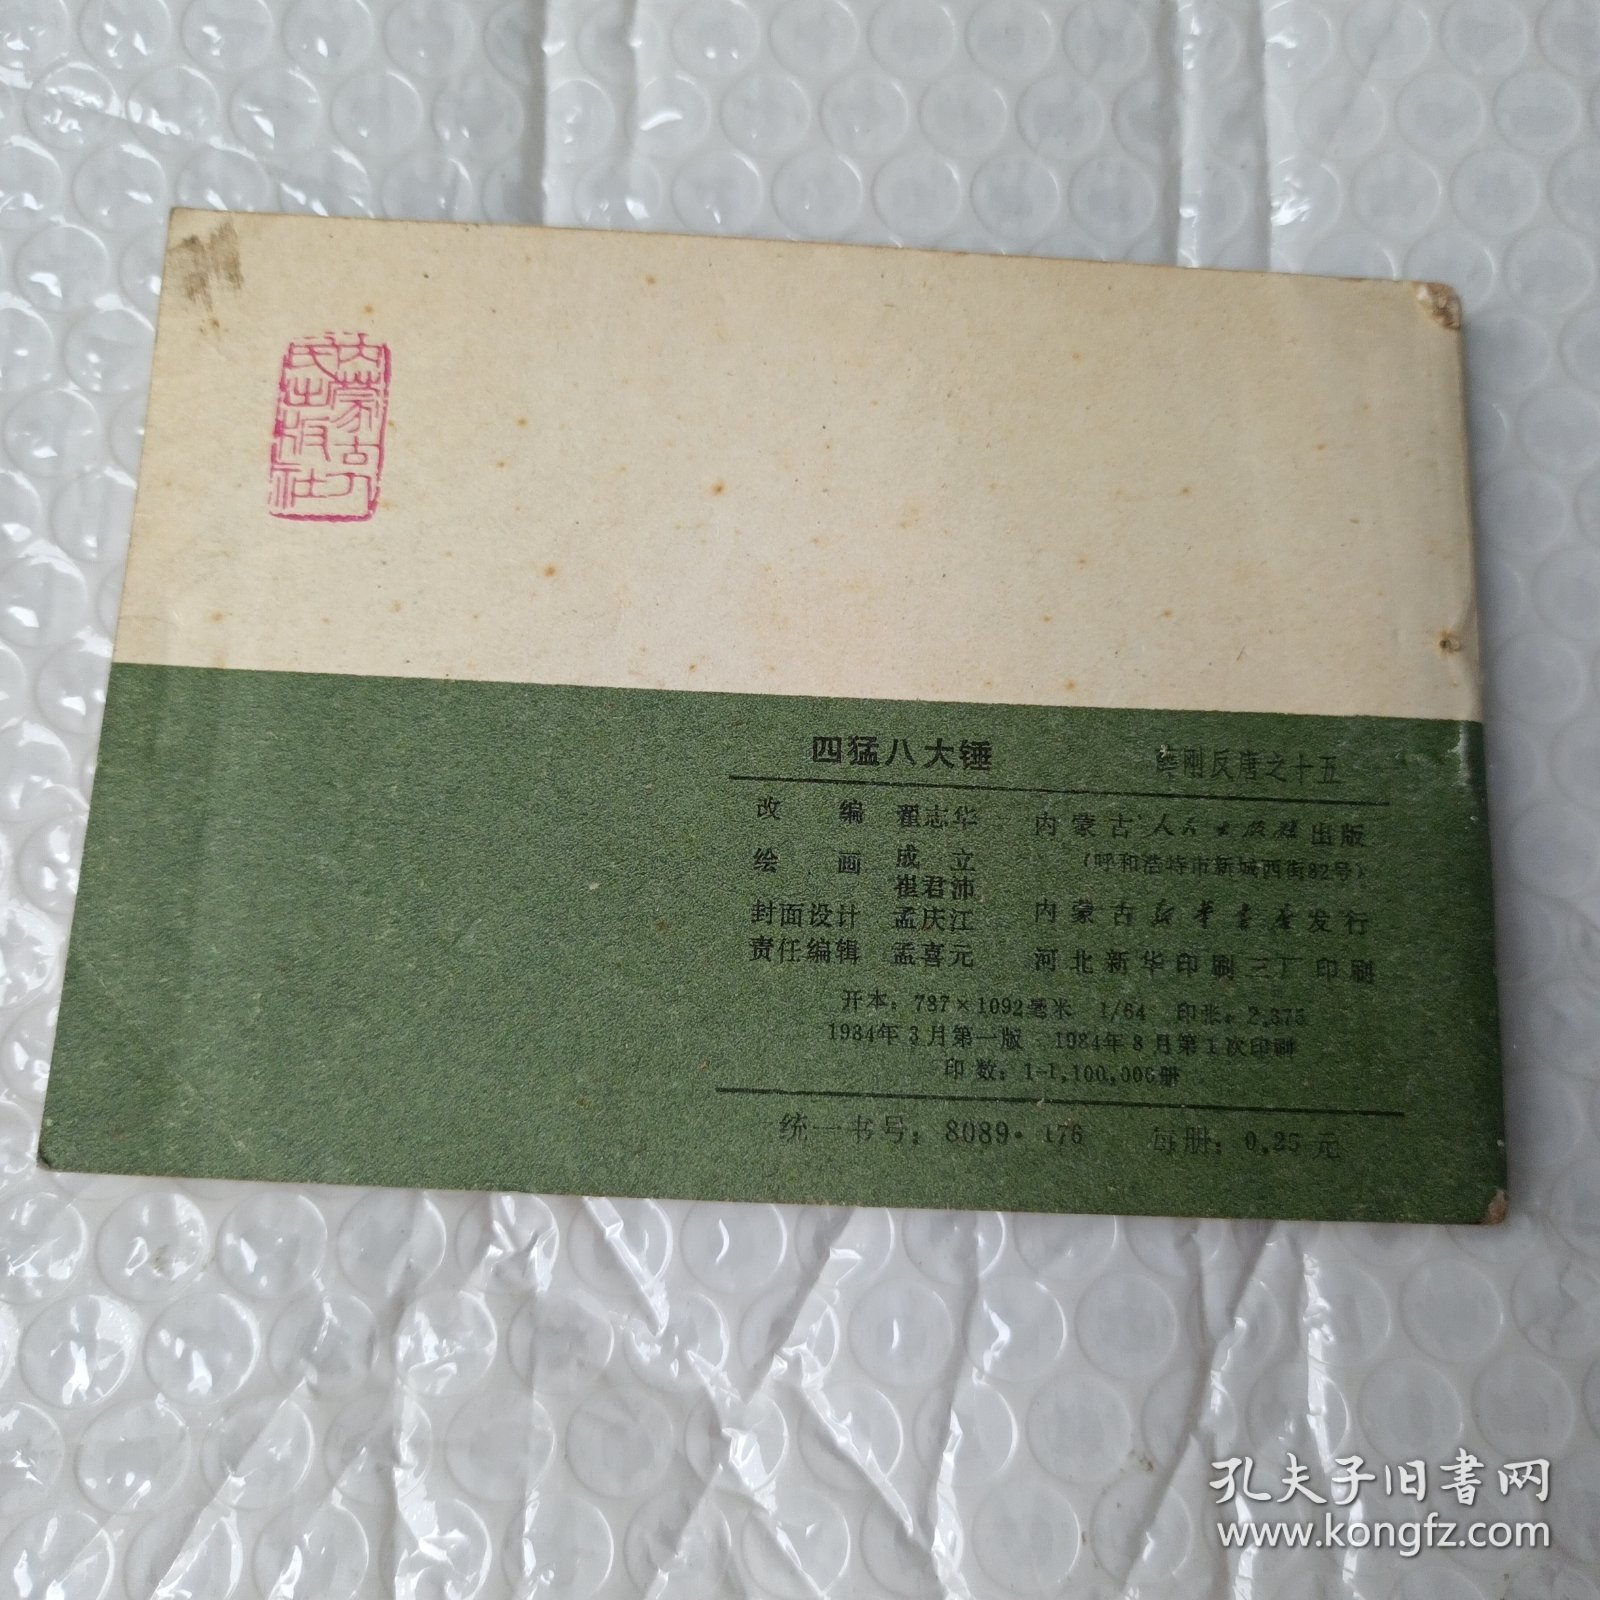 内蒙古人
民出版社
四猛八大锤 薛刚反唐之十五
改 编 翟志华 内蒙古人民出版社出版
绘 画 成 立 (呼和浩特市新城西街82号)
崔君沛
封面设计 孟庆江 内蒙古新华书店发行
责任编辑 孟喜元 河北新华印刷三厂印刷
开本：787×1092毫米 1/64 印张：2.375
1984年3月第一版 1984年8月第1次印刷
印数：1-1,100,000册
统一书号：8089·176 每册：0.25元
孔夫子旧书网
www.kongfz.com